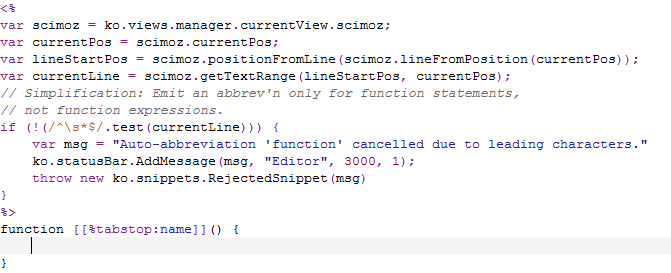 <%
var scimoz = ko.views.manager.currentView.scimoz;
var currentPos = scimoz.currentPos;
var lineStartPos = scimoz.positionFromLine(scimoz.lineFromPosition(currentPos));
var currentLine = scimoz.getTextRange(lineStartPos, currentPos);
// Simplification: Emit an abbrev'n only for function statements,
// not function expressions.
if (!(/^\s*$/.test(currentLine))) {
    var msg = "Auto-abbreviation 'function' cancelled due to leading characters."
    ko.statusBar.AddMessage(msg, "Editor", 3000, 1);
    throw new ko.snippets.RejectedSnippet(msg)
}
%>
function [[%tabstop:name]]() {
}